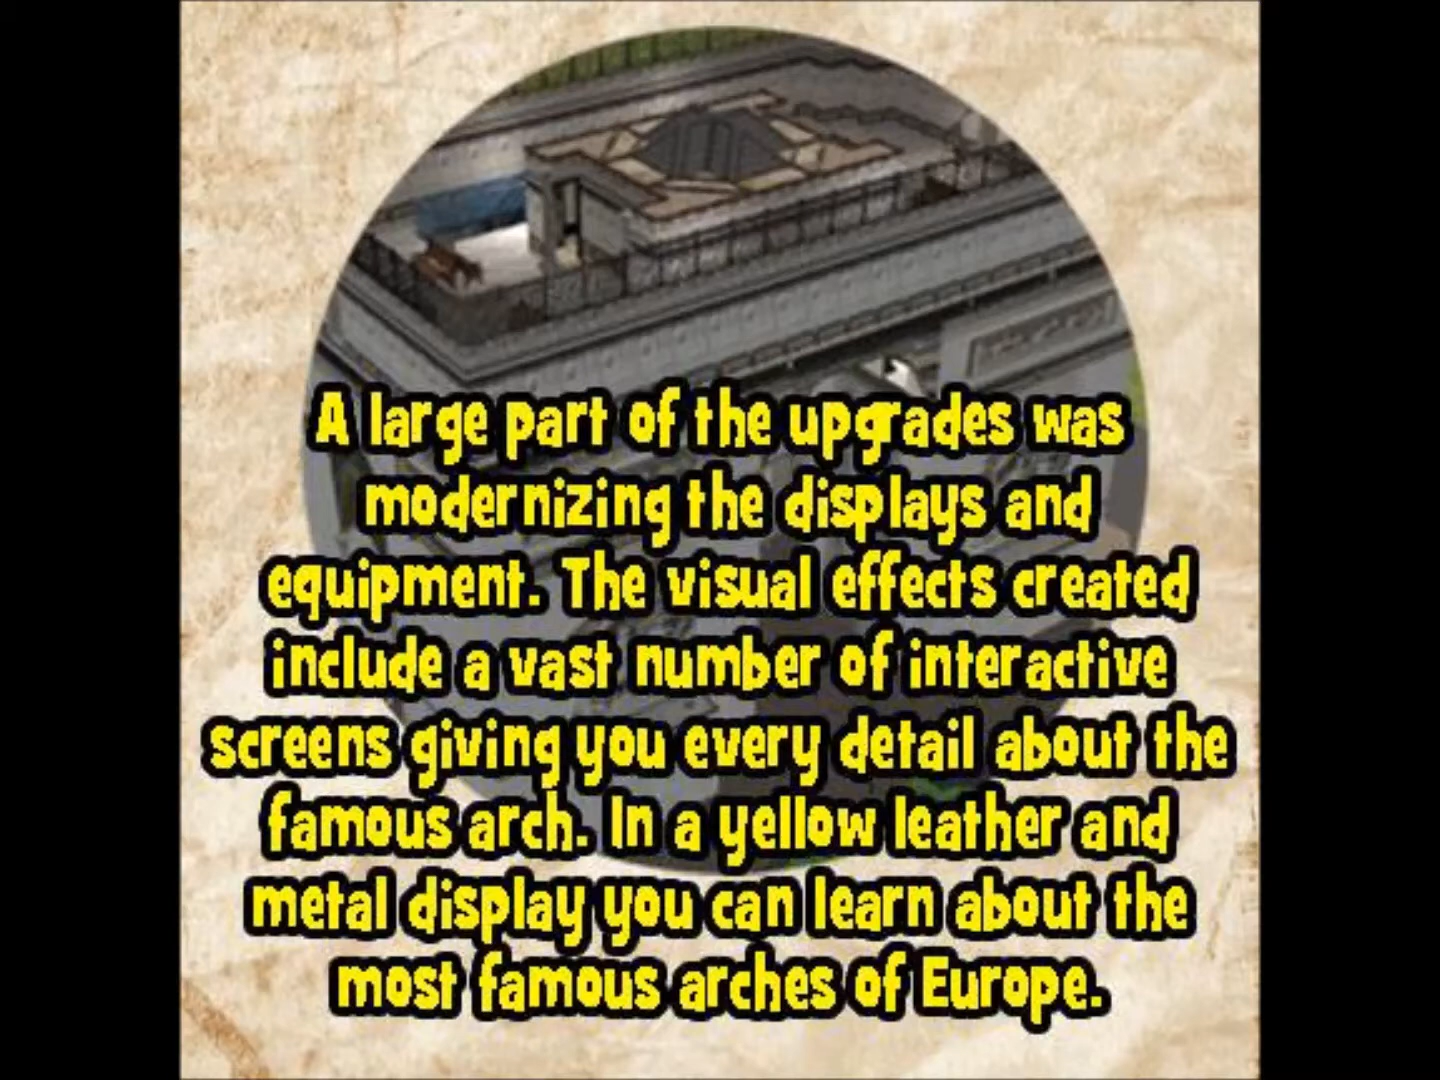 A large part of the upgrades was
modernizing the displays and
equipment. The visual effects created
include a vast number of interactive
screens giving you every detail about the
famous arch. In a yellow leather and
metal display you can learn about the
most famous arches of Europe.